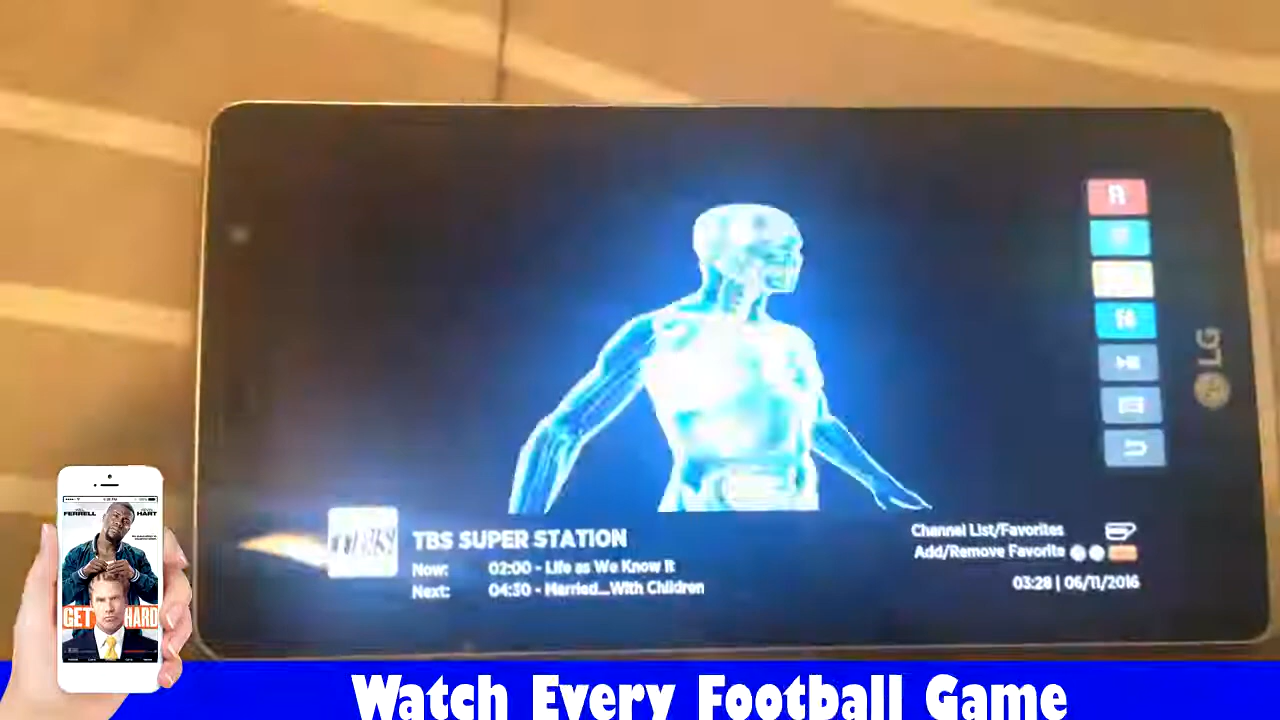 LG
TBS SUPER STATION
Now: 02:00 - Life as We Know It
Next: 04:30 - Married...With Children
Channel List/Favorites
Add/Remove Favorite
03:28 | 06/11/2016
FERRELL
HART
GET HARD
Watch Every Football Game